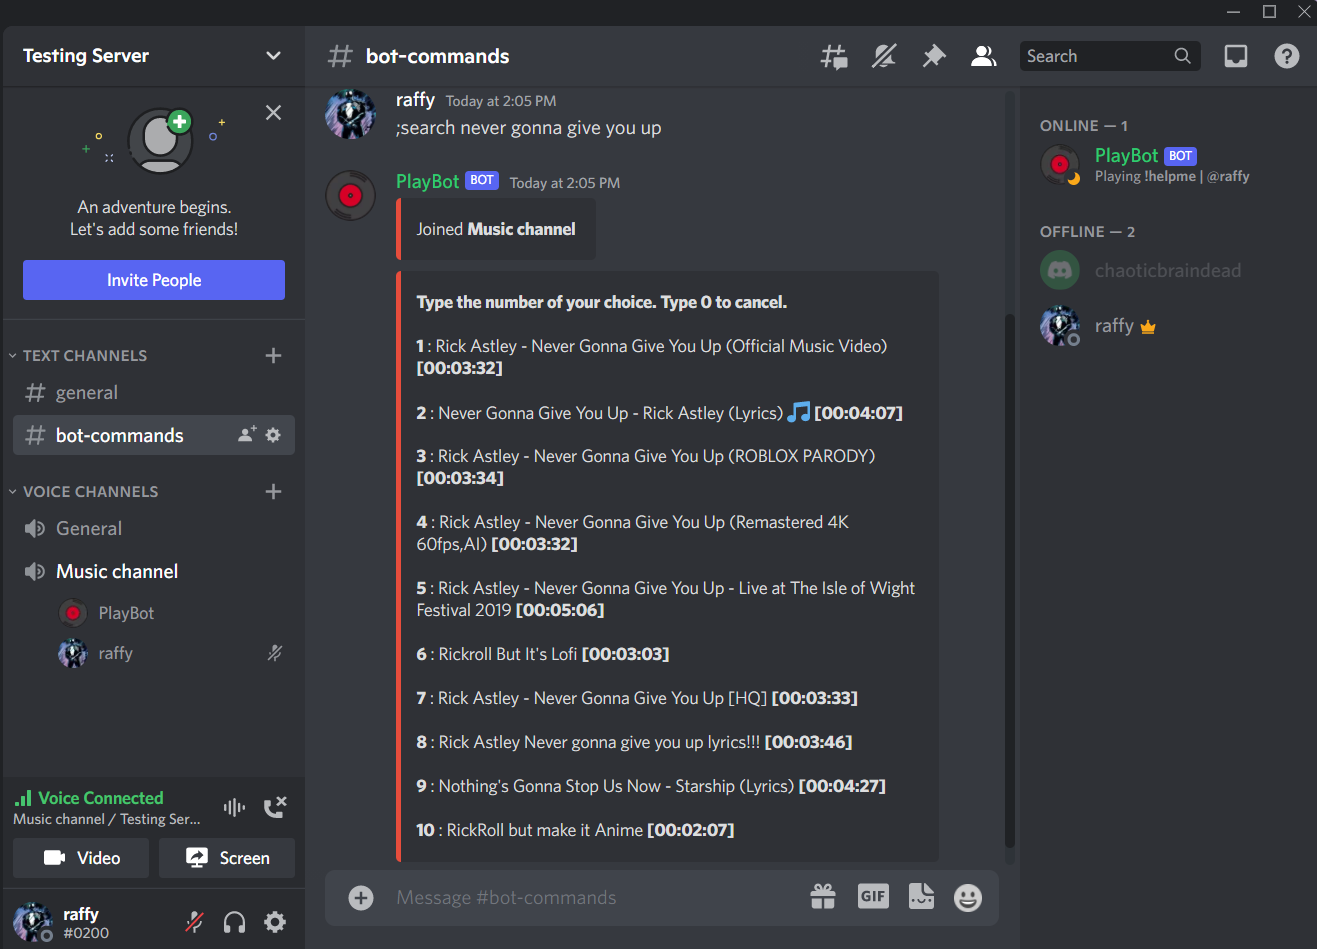 Testing Server
An adventure begins.
Let's add some friends!
Invite People
TEXT CHANNELS
general
bot-commands
VOICE CHANNELS
General
Music channel
PlayBot
raffy
Voice Connected
Music channel / Testing Ser...
Video
Screen
raffy
#0200
bot-commands
Search
raffy Today at 2:05 PM
;search never gonna give you up
PlayBot BOT Today at 2:05 PM
Joined Music channel
Type the number of your choice. Type 0 to cancel.
1 : Rick Astley - Never Gonna Give You Up (Official Music Video)
[00:03:32]
2 : Never Gonna Give You Up - Rick Astley (Lyrics) 🎵 [00:04:07]
3 : Rick Astley - Never Gonna Give You Up (ROBLOX PARODY)
[00:03:34]
4 : Rick Astley - Never Gonna Give You Up (Remastered 4K
60fps,AI) [00:03:32]
5 : Rick Astley - Never Gonna Give You Up - Live at The Isle of Wight
Festival 2019 [00:05:06]
6 : Rickroll But It's Lofi [00:03:03]
7 : Rick Astley - Never Gonna Give You Up [HQ] [00:03:33]
8 : Rick Astley Never gonna give you up lyrics!!! [00:03:46]
9 : Nothing's Gonna Stop Us Now - Starship (Lyrics) [00:04:27]
10 : RickRoll but make it Anime [00:02:07]
Message #bot-commands
GIF
ONLINE — 1
PlayBot BOT
Playing !helpme | @raffy
OFFLINE — 2
chaoticbraindead
raffy